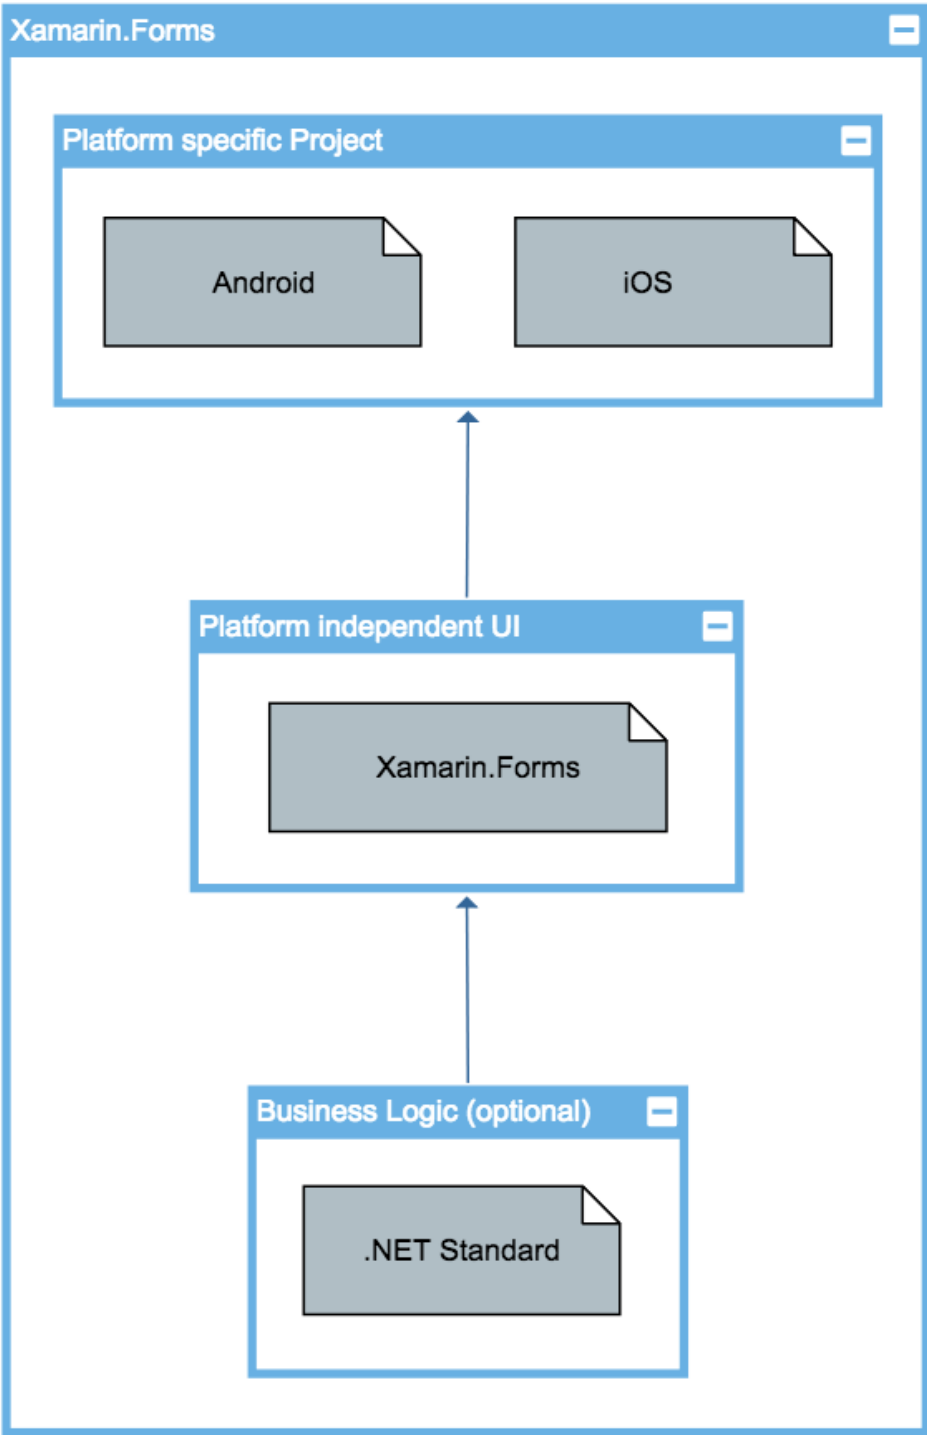 Xamarin.Forms
Platform specific Project
Android
iOS
Platform independent UI
Xamarin.Forms
Business Logic (optional)
.NET Standard